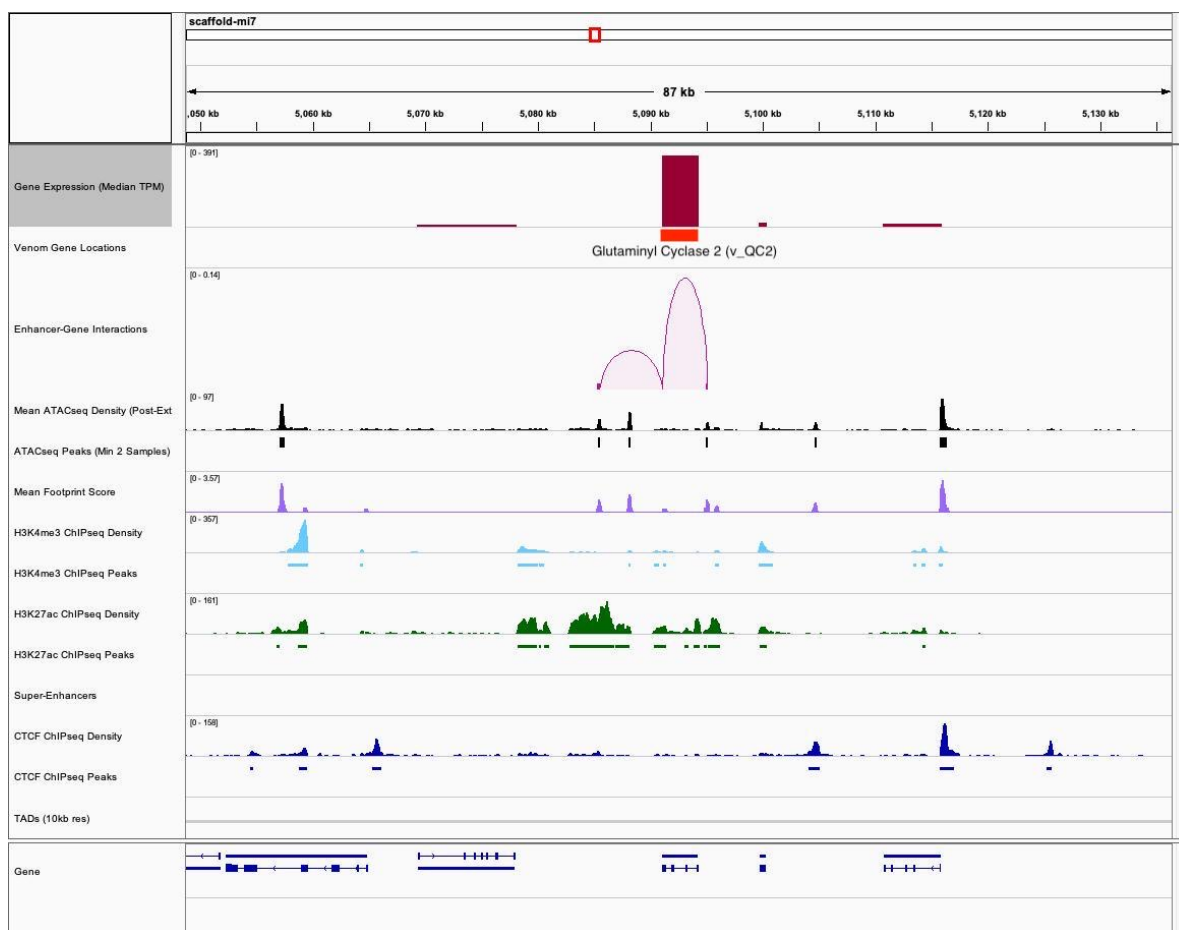 scaffold-mi7
87 kb
,050 kb 5,060 kb 5,070 kb 5,080 kb 5,090 kb 5,100 kb 5,110 kb 5,120 kb 5,130 kb
[0 - 391]
Gene Expression (Median TPM)
Venom Gene Locations
Glutaminyl Cyclase 2 (v_QC2)
[0 - 0.14]
Enhancer-Gene Interactions
[0 - 97]
Mean ATACseq Density (Post-Ext
ATACseq Peaks (Min 2 Samples)
[0 - 3.57]
Mean Footprint Score
[0 - 357]
H3K4me3 ChIPseq Density
H3K4me3 ChIPseq Peaks
[0 - 161]
H3K27ac ChIPseq Density
H3K27ac ChIPseq Peaks
Super-Enhancers
[0 - 158]
CTCF ChIPseq Density
CTCF ChIPseq Peaks
TADs (10kb res)
Gene